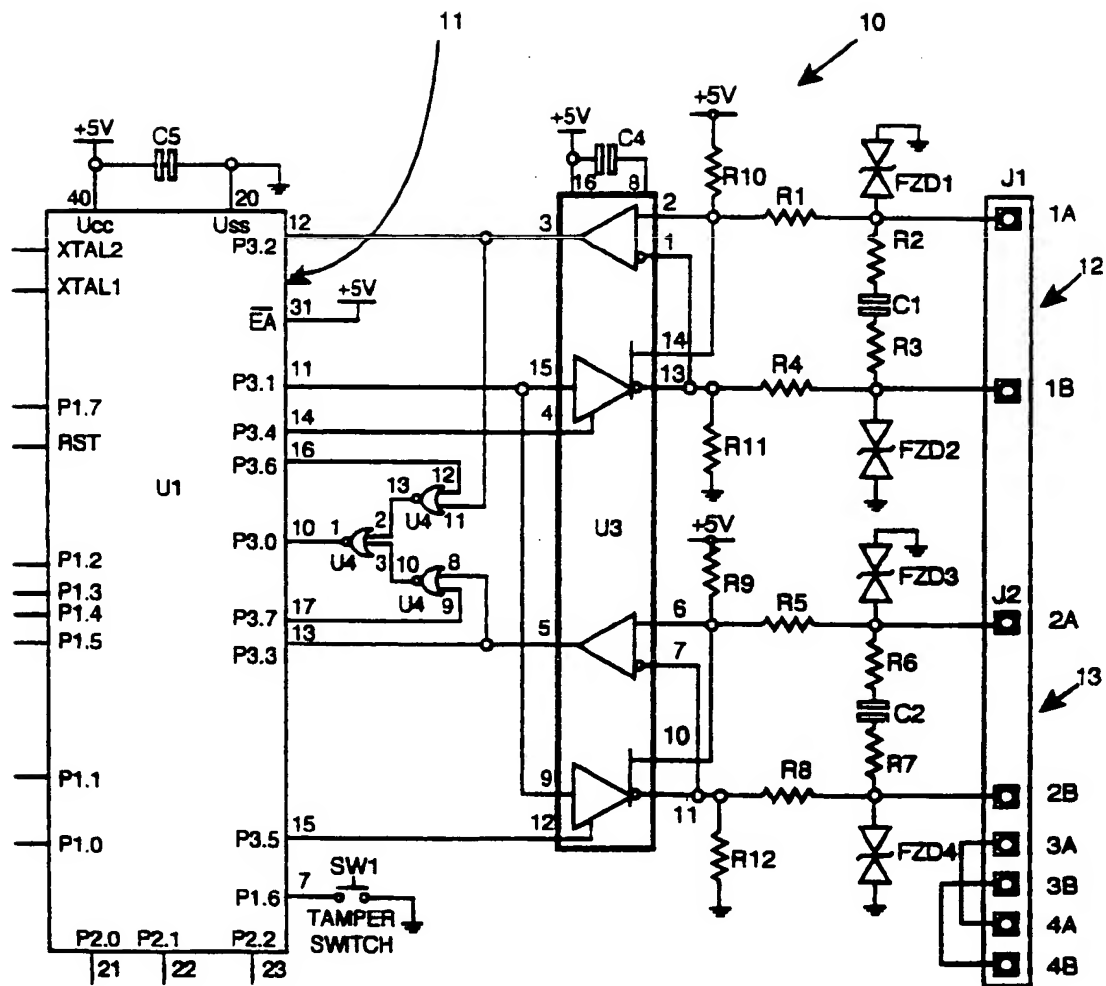 11
10
+5V
C5
+5V
C4
+5V
R10
FZD1
J1
40
20
16
8
Ucc
Uss
12
3
2
R1
1A
P3.2
XTAL2
1
R2
XTAL1
+5V
12
31
EA
C1
R3
14
11
15
13
R4
P3.1
1B
P1.7
14
4
P3.4
RST
16
R11
FZD2
P3.6
12
13
U1
U4
11
U3
+5V
10
1
2
P3.0
U4
3
10
8
P1.2
R9
FZD3
P1.3
U4
9
J2
P1.4
17
P3.7
6
R5
2A
P1.5
13
5
P3.3
7
R6
13
C2
10
R7
P1.1
9
R8
2B
11
12
15
P3.5
P1.0
R12
FZD4
3A
SW1
7
3B
P1.6
TAMPER
SWITCH
4A
P2.0
P2.1
P2.2
4B
21
22
23